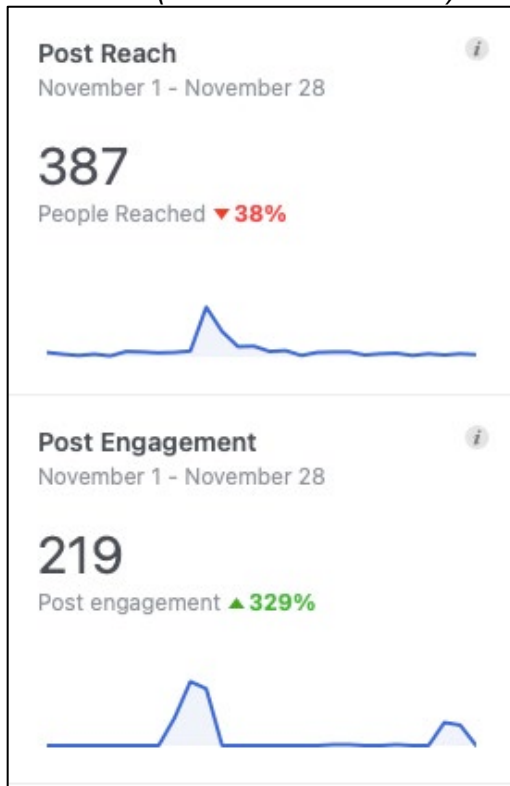 Post Reach
November 1 - November 28
387
People Reached ▼38%
Post Engagement
November 1 - November 28
219
Post engagement ▲329%